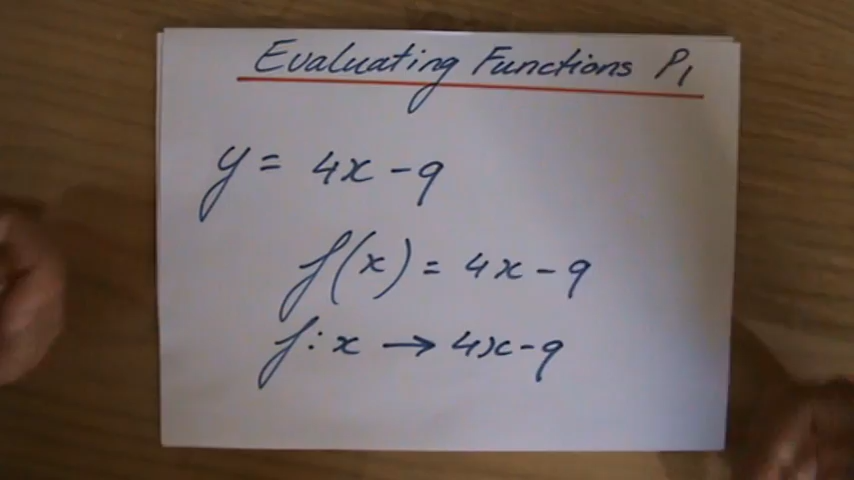 Evaluating Functions P1
y = 4x - 9
f(x) = 4x - 9
f: x → 4x - 9